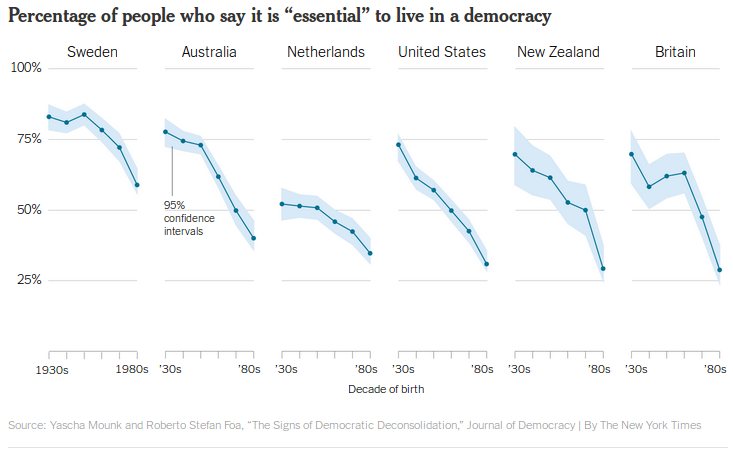 Percentage of people who say it is “essential” to live in a democracy
Sweden Australia Netherlands United States New Zealand Britain
100%
75%
50%
25%
95%
confidence
intervals
1930s 1980s ’30s ’80s ’30s ’80s ’30s ’80s ’30s ’80s ’30s ’80s
Decade of birth
Source: Yascha Mounk and Roberto Stefan Foa, “The Signs of Democratic Deconsolidation,” Journal of Democracy | By The New York Times